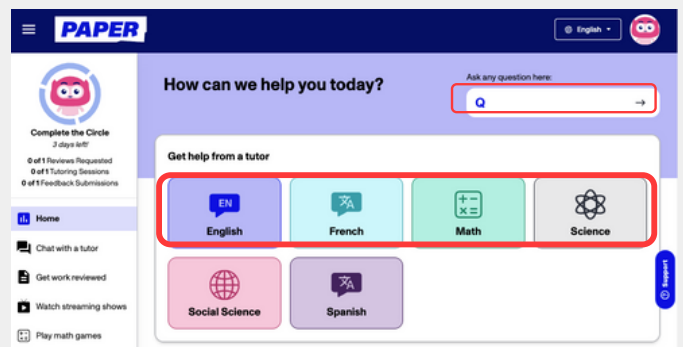 PAPER
English
Complete the Circle
3 days left!
0 of 1 Reviews Requested
0 of 1 Tutoring Sessions
0 of 1 Feedback Submissions
Home
Chat with a tutor
Get work reviewed
Watch streaming shows
Play math games
How can we help you today?
Ask any question here:
Get help from a tutor
EN
English
French
Math
Science
Social Science
Spanish
Support